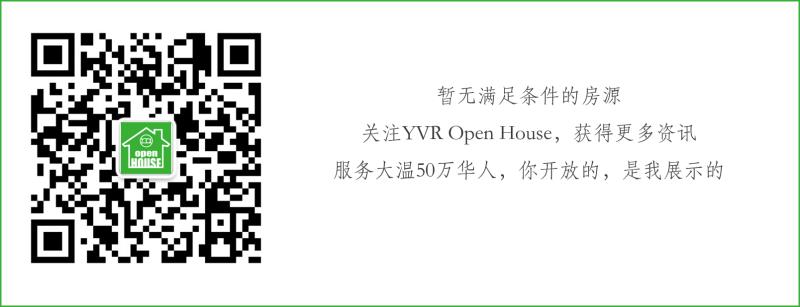 open
HOUSE
暂无满足条件的房源
关注YVR Open House，获得更多资讯
服务大温50万华人，你开放的，是我展示的